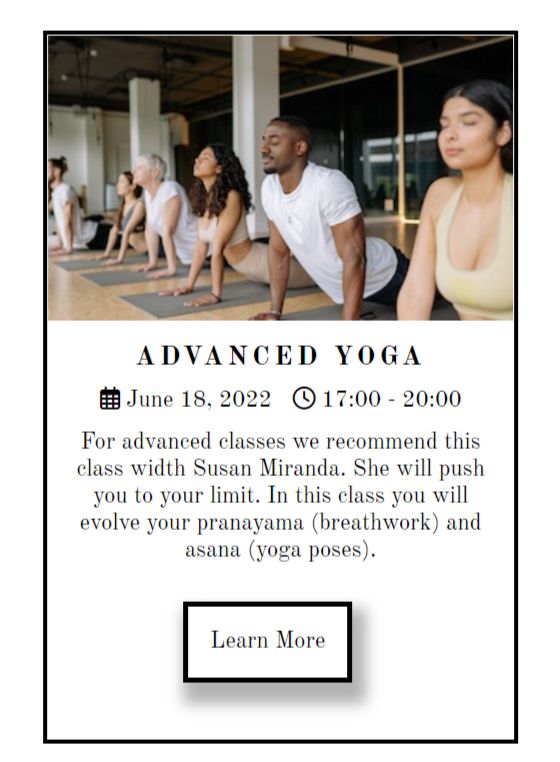 ADVANCED YOGA
June 18, 2022 17:00 - 20:00
For advanced classes we recommend this
class width Susan Miranda. She will push
you to your limit. In this class you will
evolve your pranayama (breathwork) and
asana (yoga poses).
Learn More